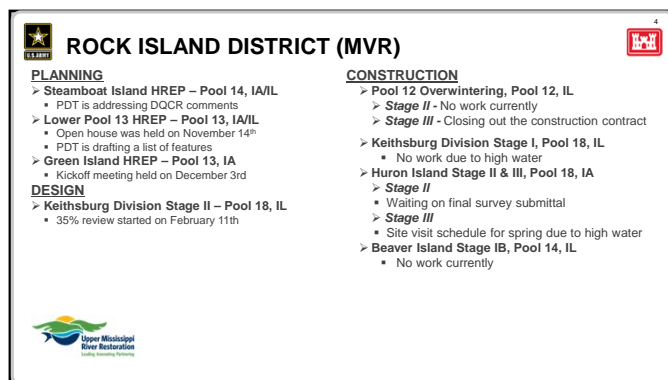 4
U.S. ARMY
ROCK ISLAND DISTRICT (MVR)
PLANNING
➢ Steamboat Island HREP – Pool 14, IA/IL
▪ PDT is addressing DQCR comments
➢ Lower Pool 13 HREP – Pool 13, IA/IL
▪ Open house was held on November 14th
▪ PDT is drafting a list of features
➢ Green Island HREP – Pool 13, IA
▪ Kickoff meeting held on December 3rd
DESIGN
➢ Keithsburg Division Stage II – Pool 18, IL
▪ 35% review started on February 11th
CONSTRUCTION
➢ Pool 12 Overwintering, Pool 12, IL
➢ Stage II - No work currently
➢ Stage III - Closing out the construction contract
➢ Keithsburg Division Stage I, Pool 18, IL
▪ No work due to high water
➢ Huron Island Stage II & III, Pool 18, IA
➢ Stage II
▪ Waiting on final survey submittal
➢ Stage III
▪ Site visit schedule for spring due to high water
➢ Beaver Island Stage IB, Pool 14, IL
▪ No work currently
Upper Mississippi
River Restoration
Leading Innovating Partnering